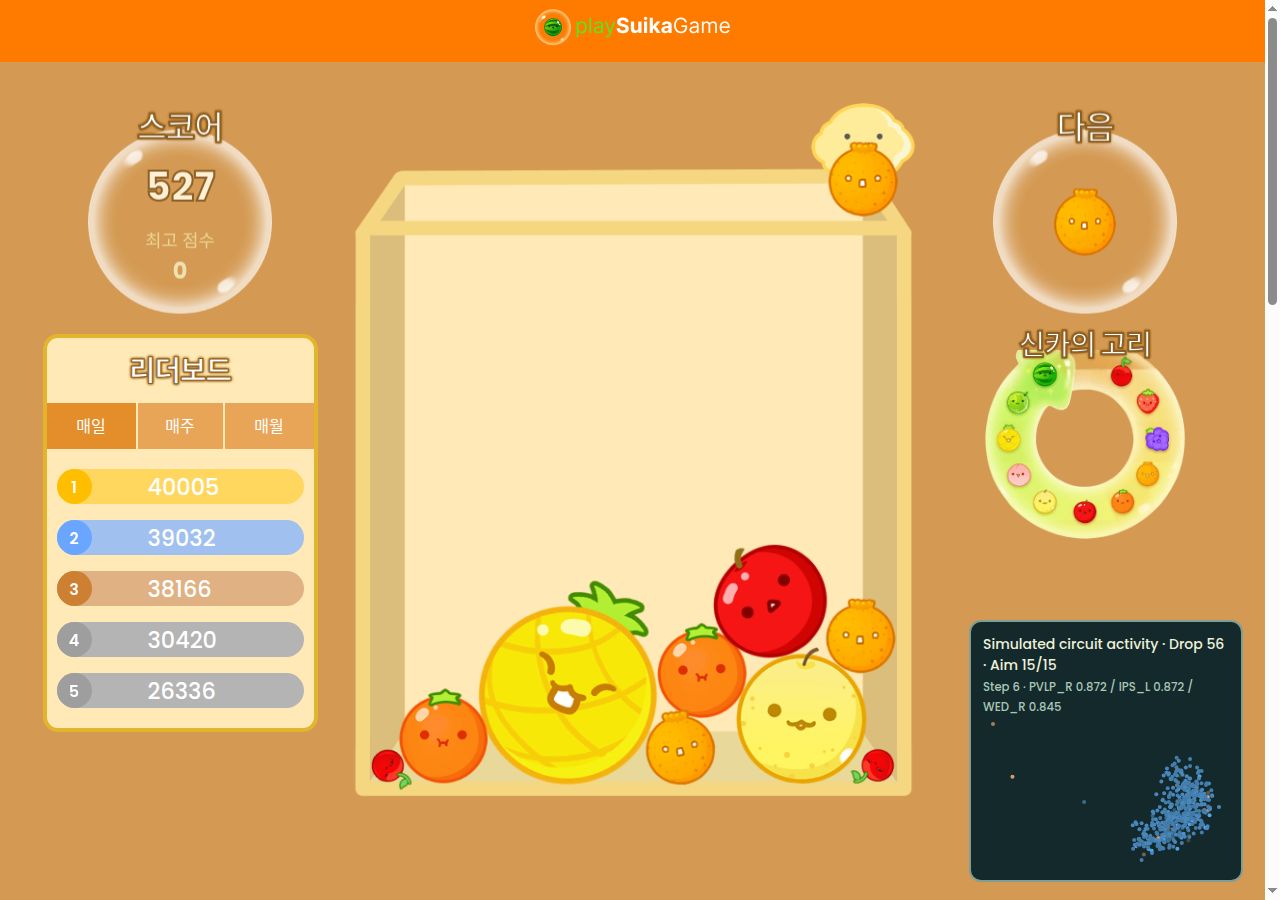 playSuikaGame
스코어
527
최고 점수
0
다음
리더보드
매일 매주 매월
1 40005
2 39032
3 38166
4 30420
5 26336
신카의 고리
Simulated circuit activity · Drop 56
· Aim 15/15
Step 6 · PVLP_R 0.872 / IPS_L 0.872 /
WED_R 0.845